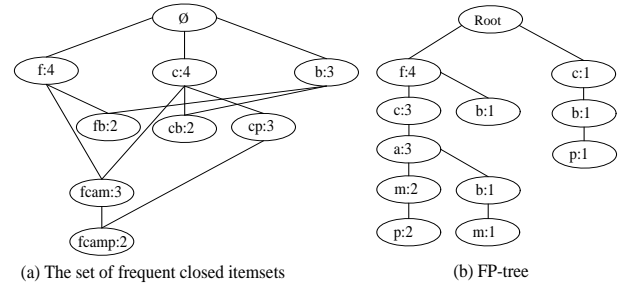 Ø
f:4 c:4 b:3
fb:2 cb:2 cp:3
fcam:3
fcamp:2
(a) The set of frequent closed itemsets
Root
f:4 c:1
c:3 b:1 b:1
a:3 p:1
m:2 b:1
p:2 m:1
(b) FP-tree